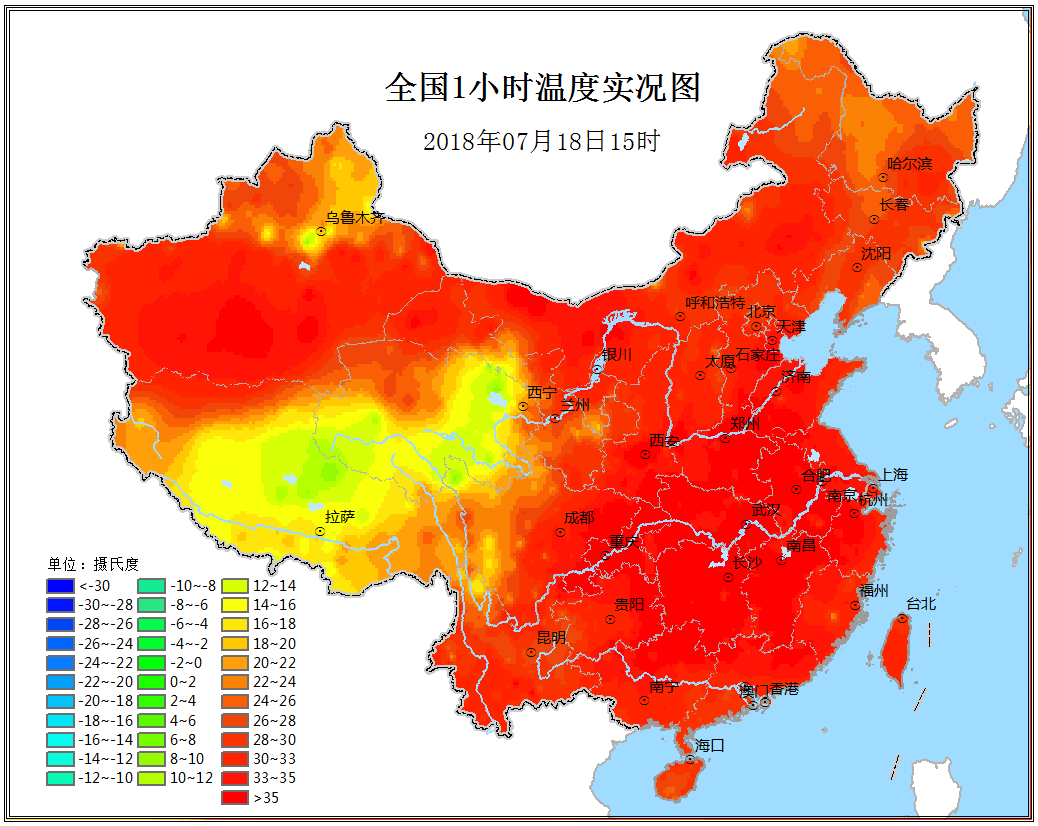 全国1小时温度实况图
2018年07月18日15时
哈尔滨
长春
乌鲁木齐
沈阳
呼和浩特
北京
天津
银川
太原
石家庄
济南
西宁
兰州
郑州
西安
合肥
上海
南京
杭州
拉萨
成都
武汉
重庆
南昌
长沙
贵阳
福州
台北
昆明
南宁
澳门
香港
海口
单位：摄氏度
<-30
-30~-28
-28~-26
-26~-24
-24~-22
-22~-20
-20~-18
-18~-16
-16~-14
-14~-12
-12~-10
-10~-8
-8~-6
-6~-4
-4~-2
-2~0
0~2
2~4
4~6
6~8
8~10
10~12
12~14
14~16
16~18
18~20
20~22
22~24
24~26
26~28
28~30
30~33
33~35
>35